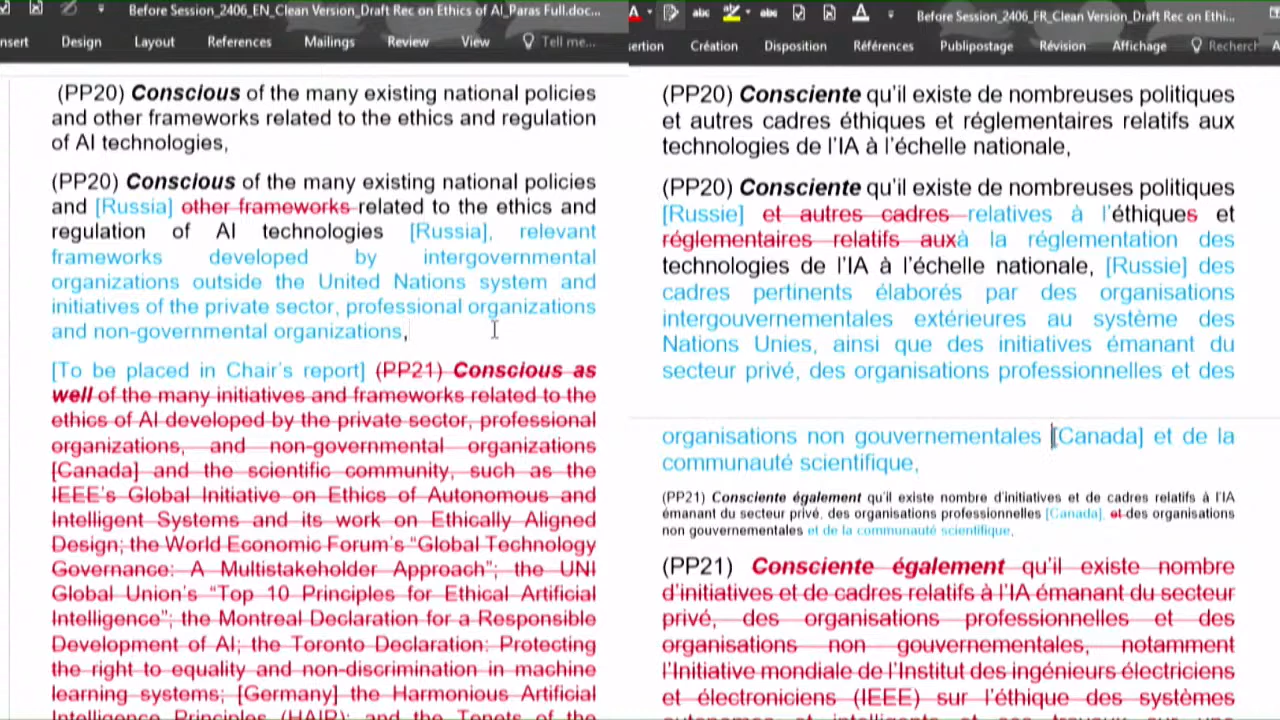 Before Session_2406_EN_Clean Version_Draft Rec on Ethics of AI_Paras Full.doc...
nsert Design Layout References Mailings Review View Tell me...
(PP20) Conscious of the many existing national policies
and other frameworks related to the ethics and regulation
of AI technologies,
(PP20) Conscious of the many existing national policies
and [Russia] other frameworks related to the ethics and
regulation of AI technologies [Russia], relevant
frameworks developed by intergovernmental
organizations outside the United Nations system and
initiatives of the private sector, professional organizations
and non-governmental organizations,
[To be placed in Chair's report] (PP21) Conscious as
well of the many initiatives and frameworks related to the
ethics of AI developed by the private sector, professional
organizations, and non-governmental organizations
[Canada] and the scientific community, such as the
IEEE's Global Initiative on Ethics of Autonomous and
Intelligent Systems and its work on Ethically Aligned
Design; the World Economic Forum's "Global Technology
Governance: A Multistakeholder Approach"; the UNI
Global Union's "Top 10 Principles for Ethical Artificial
Intelligence"; the Montreal Declaration for a Responsible
Development of AI; the Toronto Declaration: Protecting
the right to equality and non-discrimination in machine
learning systems; [Germany] the Harmonious Artificial
Intelligence Principles (HAIP); and the Tenets of the
Before Session_2406_FR_Clean Version_Draft Rec on Ethi...
sertion Création Disposition Références Publipostage Révision Affichage Recherch
(PP20) Consciente qu'il existe de nombreuses politiques
et autres cadres éthiques et réglementaires relatifs aux
technologies de l'IA à l'échelle nationale,
(PP20) Consciente qu'il existe de nombreuses politiques
[Russie] et autres cadres relatives à l'éthiques et
réglementaires relatifs auxà la réglementation des
technologies de l'IA à l'échelle nationale, [Russie] des
cadres pertinents élaborés par des organisations
intergouvernementales extérieures au système des
Nations Unies, ainsi que des initiatives émanant du
secteur privé, des organisations professionnelles et des
organisations non gouvernementales [Canada] et de la
communauté scientifique,
(PP21) Consciente également qu'il existe nombre d'initiatives et de cadres relatifs à l'IA
émanant du secteur privé, des organisations professionnelles [Canada], et des organisations
non gouvernementales et de la communauté scientifique,
(PP21) Consciente également qu'il existe nombre
d'initiatives et de cadres relatifs à l'IA émanant du secteur
privé, des organisations professionnelles et des
organisations non gouvernementales, notamment
l'Initiative mondiale de l'Institut des ingénieurs électriciens
et électroniciens (IEEE) sur l'éthique des systèmes